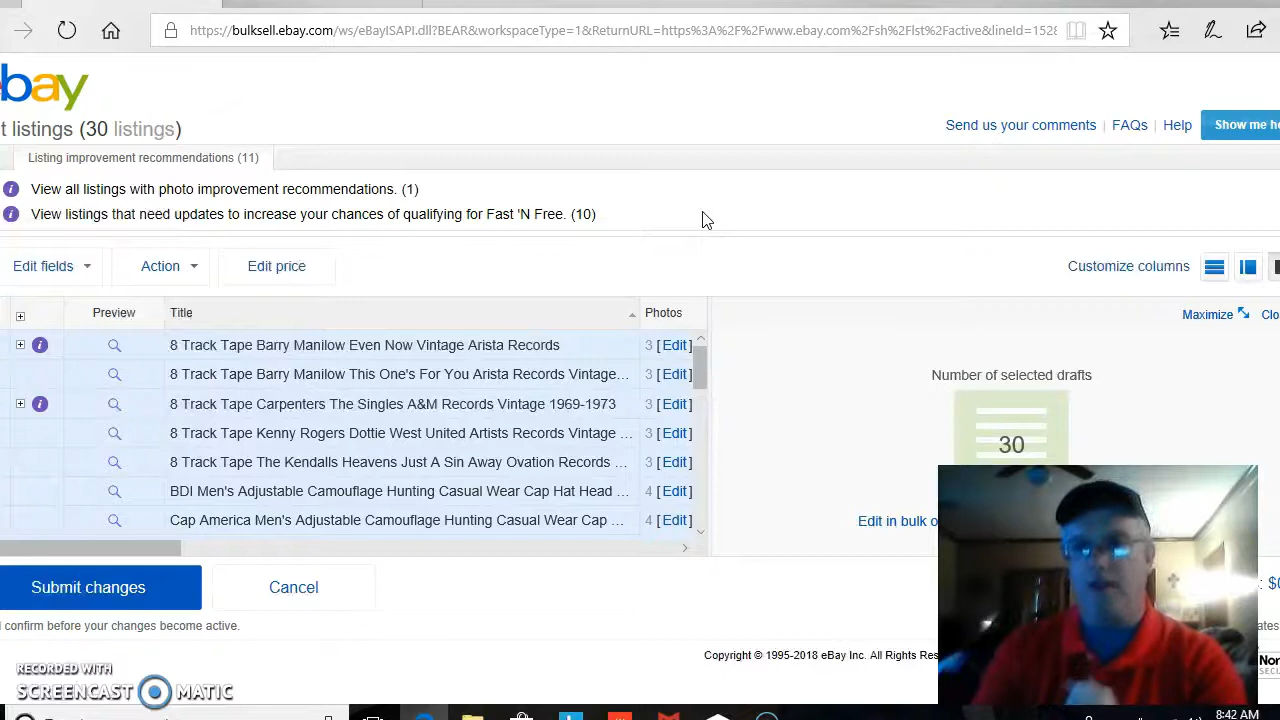 https://bulksell.ebay.com/ws/eBayISAPI.dll?BEAR&workspaceType=1&ReturnURL=https%3A%2F%2Fwww.ebay.com%2Fsh%2Flst%2Factive&lineId=1528
ebay
t listings (30 listings)
Send us your comments FAQs Help Show me ho
Listing improvement recommendations (11)
View all listings with photo improvement recommendations. (1)
View listings that need updates to increase your chances of qualifying for Fast 'N Free. (10)
Edit fields Action Edit price Customize columns
Preview Title Photos Maximize Clo
8 Track Tape Barry Manilow Even Now Vintage Arista Records 3 [Edit]
8 Track Tape Barry Manilow This One's For You Arista Records Vintage... 3 [Edit]
Number of selected drafts
8 Track Tape Carpenters The Singles A&M Records Vintage 1969-1973 3 [Edit]
8 Track Tape Kenny Rogers Dottie West United Artists Records Vintage ... 3 [Edit]
30
8 Track Tape The Kendalls Heavens Just A Sin Away Ovation Records ... 3 [Edit]
BDI Men's Adjustable Camouflage Hunting Casual Wear Cap Hat Head ... 4 [Edit]
Cap America Men's Adjustable Camouflage Hunting Casual Wear Cap ... 4 [Edit]
Edit in bulk o
Submit changes Cancel : $0
l confirm before your changes become active. ates
Copyright © 1995-2018 eBay Inc. All Rights Res Nor
SEC
RECORDED WITH
SCREENCAST MATIC
8:42 AM